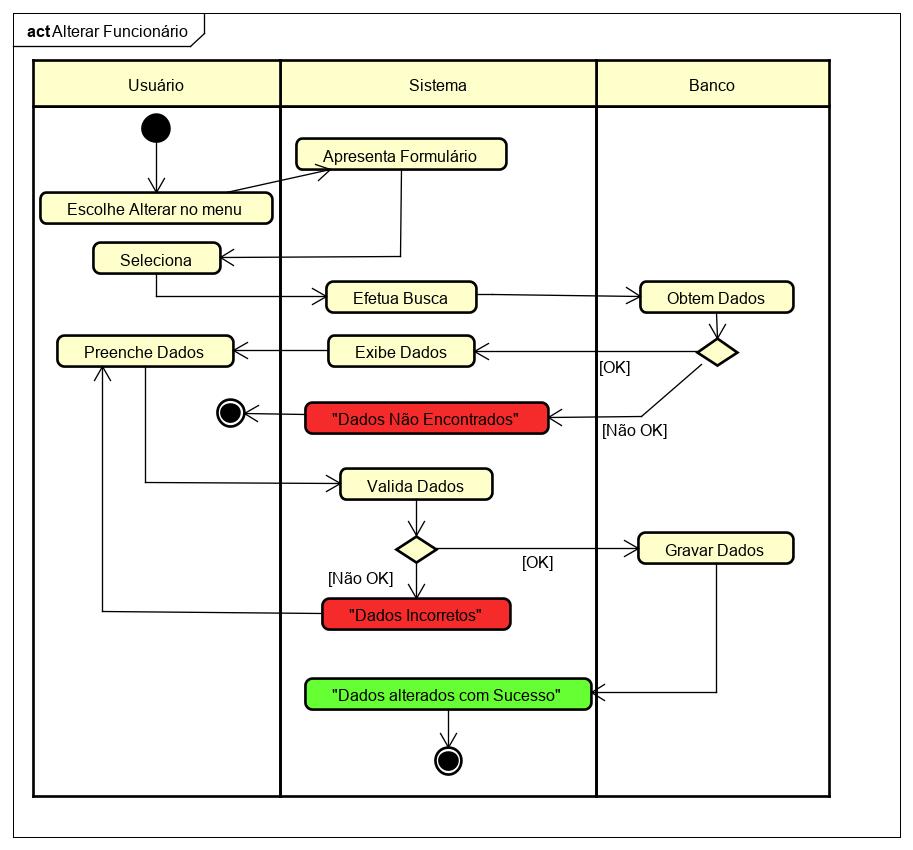 act Alterar Funcionário
Usuário
Sistema
Banco
Apresenta Formulário
Escolhe Alterar no menu
Seleciona
Efetua Busca
Obtem Dados
Preenche Dados
Exibe Dados
[OK]
"Dados Não Encontrados"
[Não OK]
Valida Dados
Gravar Dados
[OK]
[Não OK]
"Dados Incorretos"
"Dados alterados com Sucesso"